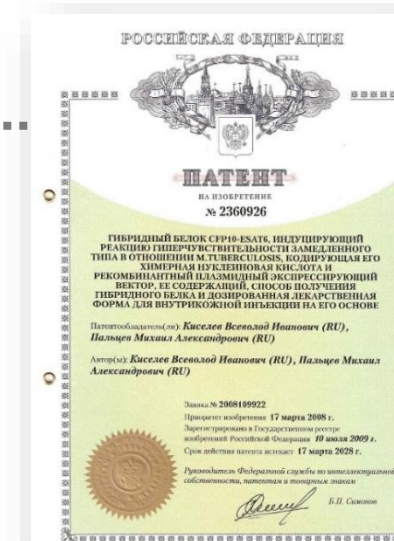 РОССИЙСКАЯ ФЕДЕРАЦИЯ
ПАТЕНТ
НА ИЗОБРЕТЕНИЕ
№ 2360926
ГИБРИДНЫЙ БЕЛОК CFP10-ESAT6, ИНДУЦИРУЮЩИЙ
РЕАКЦИЮ ГИПЕРЧУВСТВИТЕЛЬНОСТИ ЗАМЕДЛЕННОГО
ТИПА В ОТНОШЕНИИ M.TUBERCULOSIS, КОДИРУЮЩАЯ ЕГО
ХИМЕРНАЯ НУКЛЕИНОВАЯ КИСЛОТА И
РЕКОМБИНАНТНЫЙ ПЛАЗМИДНЫЙ ЭКСПРЕССИРУЮЩИЙ
ВЕКТОР, ЕЕ СОДЕРЖАЩИЙ, СПОСОБ ПОЛУЧЕНИЯ
ГИБРИДНОГО БЕЛКА И ДОЗИРОВАННАЯ ЛЕКАРСТВЕННАЯ
ФОРМА ДЛЯ ВНУТРИКОЖНОЙ ИНЬЕКЦИИ НА ЕГО ОСНОВЕ
Патентообладатель(ли): Киселев Всеволод Иванович (RU),
Пальцев Михаил Александрович (RU)
Автор(ы): Киселев Всеволод Иванович (RU), Пальцев Михаил
Александрович (RU)
Заявка № 2008109922
Приоритет изобретения 17 марта 2008 г.
Зарегистрировано в Государственном реестре
изобретений Российской Федерации 10 июля 2009 г.
Срок действия патента истекает 17 марта 2028 г.
Руководитель Федеральной службы по интеллектуальной
собственности, патентам и товарным знакам
Б.П. Симонов